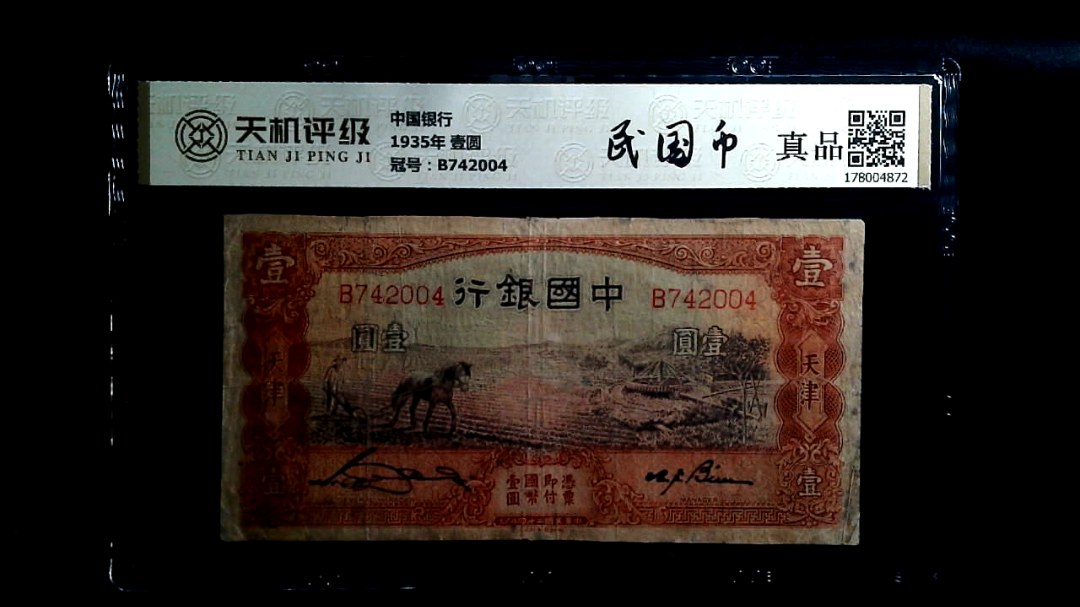 天机评级
TIAN JI PING JI
中国银行
1935年 壹圆
冠号：B742004
民国币
真品
178004872
壹
壹
B742004
行銀國中
B742004
圓壹
圓壹
天津
天津
憑票
即付
國幣
壹圓
MANAGER
壹
壹